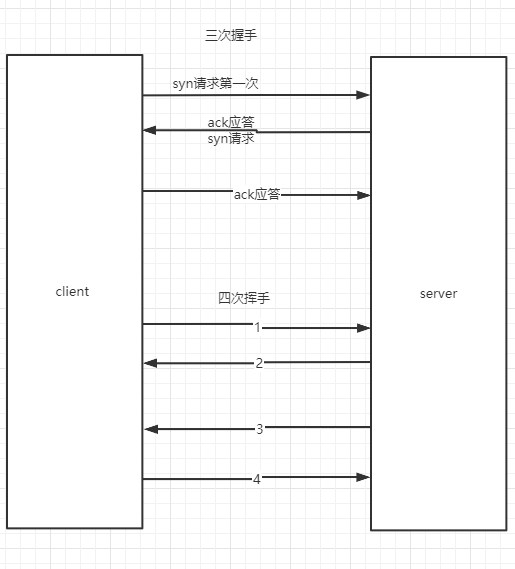 三次握手
syn请求第一次
ack应答
syn请求
ack应答
client
server
四次挥手
1
2
3
4